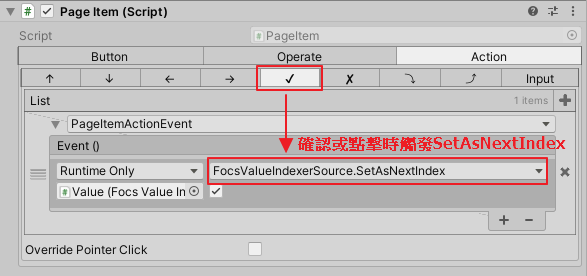 Page Item (Script)
Script
PageItem
Button
Operate
Action
↑
↓
←
→
✓
✗
⤵
⤴
Input
List
1 items
PageItemActionEvent
確認或點擊時觸發SetAsNextIndex
Event ()
Runtime Only
FocsValueIndexerSource.SetAsNextIndex
Value (Focs Value In
Override Pointer Click